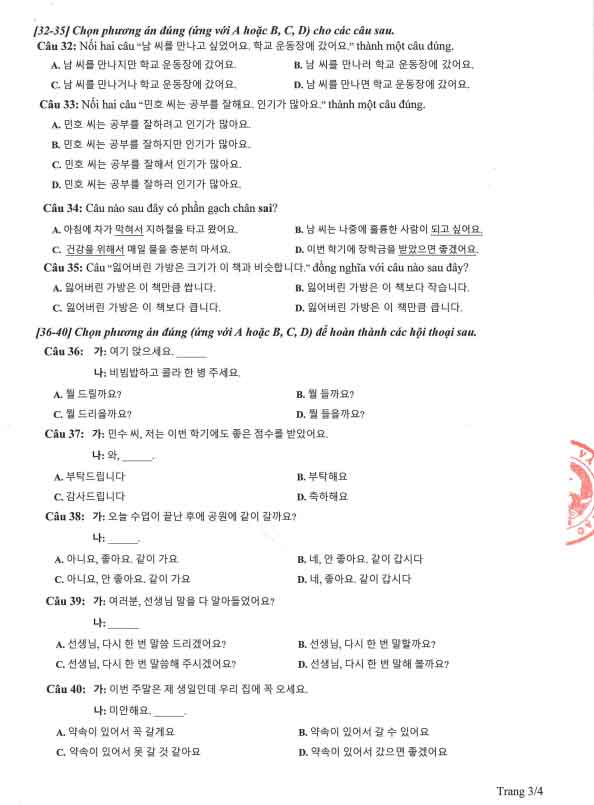 [32-35] Chọn phương án đúng (ứng với A hoặc B, C, D) cho các câu sau.
Câu 32: Nối hai câu “남 씨를 만나고 싶었어요. 학교 운동장에 갔어요.” thành một câu đúng.
A. 남 씨를 만나지만 학교 운동장에 갔어요. B. 남 씨를 만나러 학교 운동장에 갔어요.
C. 남 씨를 만나거나 학교 운동장에 갔어요. D. 남 씨를 만나면 학교 운동장에 갔어요.
Câu 33: Nối hai câu “민호 씨는 공부를 잘해요. 인기가 많아요.” thành một câu đúng.
A. 민호 씨는 공부를 잘하려고 인기가 많아요.
B. 민호 씨는 공부를 잘하지만 인기가 많아요.
C. 민호 씨는 공부를 잘해서 인기가 많아요.
D. 민호 씨는 공부를 잘하러 인기가 많아요.
Câu 34: Câu nào sau đây có phần gạch chân sai?
A. 아침에 차가 막혀서 지하철을 타고 왔어요. B. 남 씨는 나중에 훌륭한 사람이 되고 싶어요.
C. 건강을 위해서 매일 물을 충분히 마셔요. D. 이번 학기에 장학금을 받았으면 좋겠어요.
Câu 35: Câu “잃어버린 가방은 크기가 이 책과 비슷합니다.” đồng nghĩa với câu nào sau đây?
A. 잃어버린 가방은 이 책만큼 쌉니다. B. 잃어버린 가방은 이 책보다 작습니다.
C. 잃어버린 가방은 이 책보다 큽니다. D. 잃어버린 가방은 이 책만큼 큽니다.
[36-40] Chọn phương án đúng (ứng với A hoặc B, C, D) để hoàn thành các hội thoại sau.
Câu 36: 가: 여기 앉으세요. ______
나: 비빔밥하고 콜라 한 병 주세요.
A. 뭘 드릴까요? B. 뭘 들까요?
C. 뭘 드리을까요? D. 뭘 들을까요?
Câu 37: 가: 민수 씨, 저는 이번 학기에도 좋은 점수를 받았어요.
나: 와, ______.
A. 부탁드립니다 B. 부탁해요
C. 감사드립니다 D. 축하해요
Câu 38: 가: 오늘 수업이 끝난 후에 공원에 같이 갈까요?
나: ______.
A. 아니요, 좋아요. 같이 가요 B. 네, 안 좋아요. 같이 갑시다
C. 아니요, 안 좋아요. 같이 가요 D. 네, 좋아요. 같이 갑시다
Câu 39: 가: 여러분, 선생님 말을 다 알아들었어요?
나: ______
A. 선생님, 다시 한 번 말씀 드리겠어요? B. 선생님, 다시 한 번 말할까요?
C. 선생님, 다시 한 번 말씀해 주시겠어요? D. 선생님, 다시 한 번 말해 볼까요?
Câu 40: 가: 이번 주말은 제 생일인데 우리 집에 꼭 오세요.
나: 미안해요. ______.
A. 약속이 있어서 꼭 갈게요 B. 약속이 있어서 갈 수 있어요
C. 약속이 있어서 못 갈 것 같아요 D. 약속이 있어서 갔으면 좋겠어요
Trang 3/4